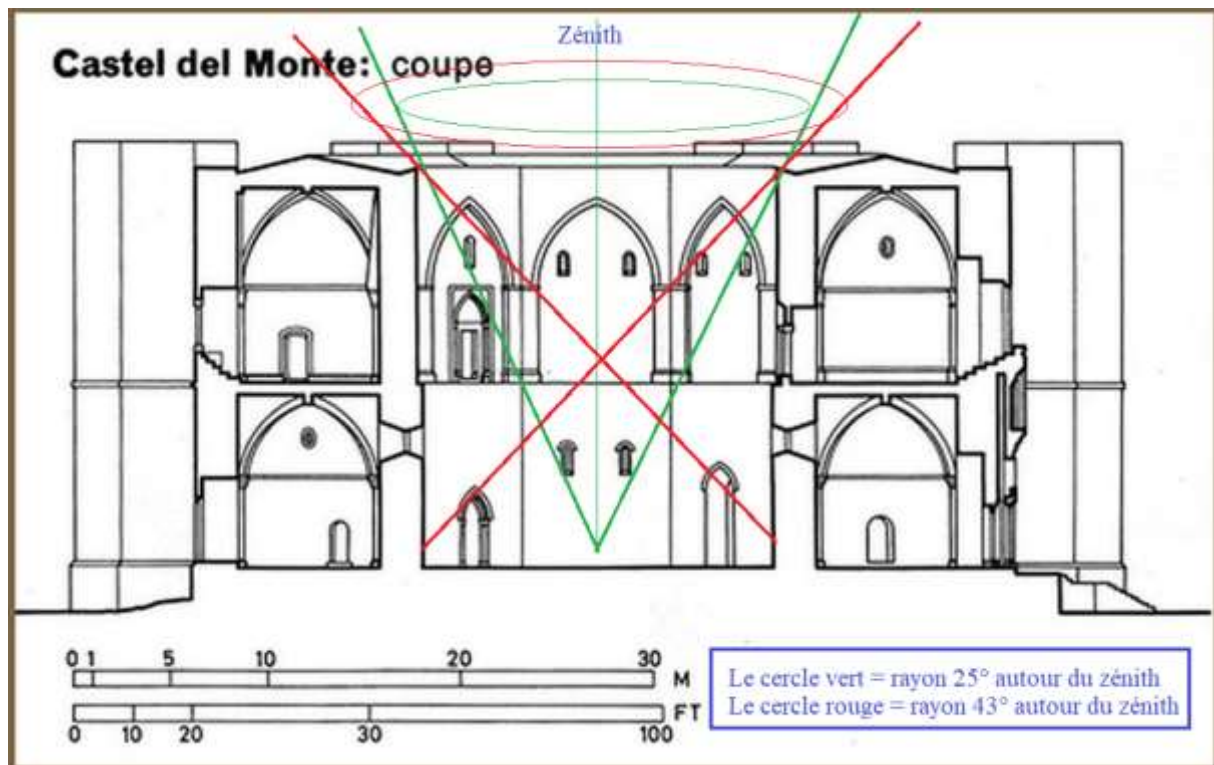 Zénith
Castel del Monte: coupe
0 1 5 10 20 30 M
FT
0 10 20 30 100
Le cercle vert = rayon 25° autour du zénith
Le cercle rouge = rayon 43° autour du zénith